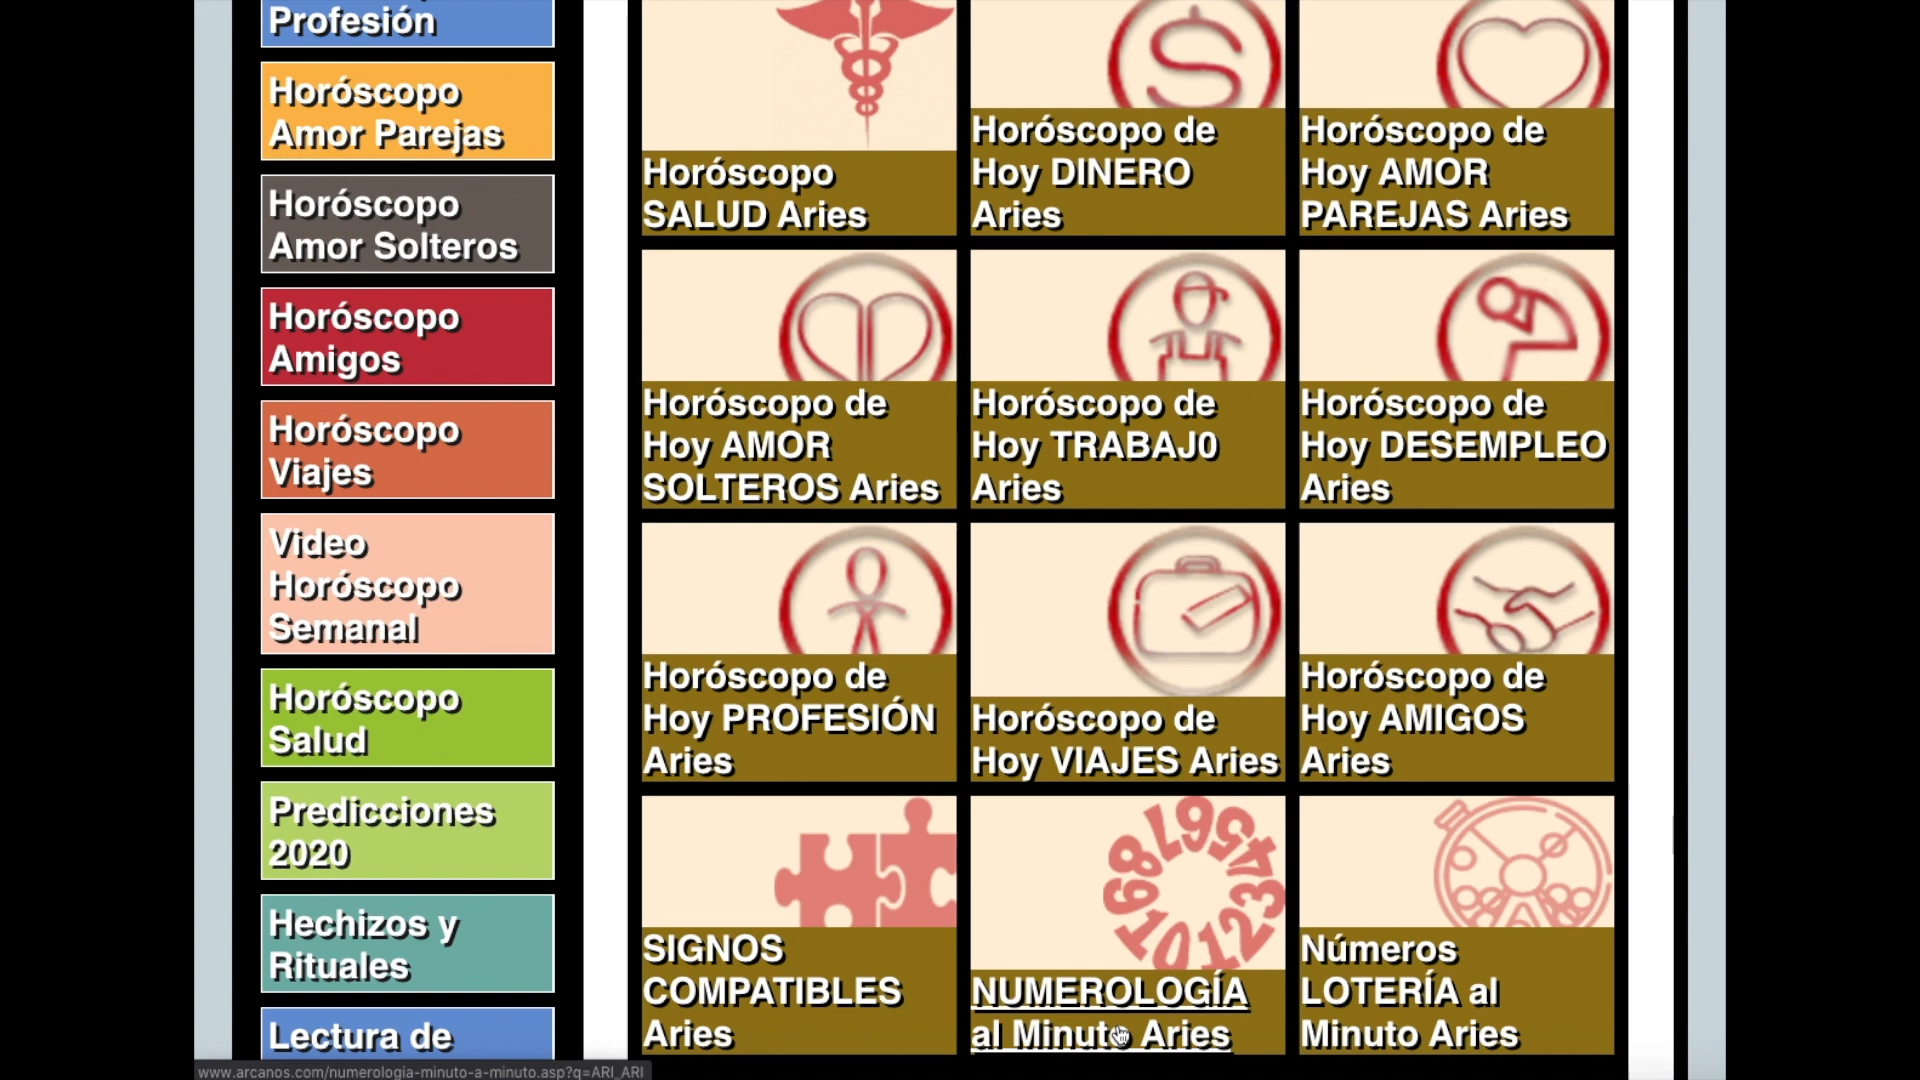 Profesión
Horóscopo
Amor Parejas
Horóscopo
Amor Solteros
Horóscopo
Amigos
Horóscopo
Viajes
Video
Horóscopo
Semanal
Horóscopo
Salud
Predicciones
2020
Hechizos y
Rituales
Lectura de
Horóscopo
SALUD Aries
Horóscopo de
Hoy DINERO
Aries
Horóscopo de
Hoy AMOR
PAREJAS Aries
Horóscopo de
Hoy AMOR
SOLTEROS Aries
Horóscopo de
Hoy TRABAJ0
Aries
Horóscopo de
Hoy DESEMPLEO
Aries
Horóscopo de
Hoy PROFESIÓN
Aries
Horóscopo de
Hoy VIAJES Aries
Horóscopo de
Hoy AMIGOS
Aries
SIGNOS
COMPATIBLES
Aries
NUMEROLOGÍA
al Minuto Aries
Números
LOTERÍA al
Minuto Aries
www.arcanos.com/numerologia-minuto-a-minuto.asp?q=ARI_ARI